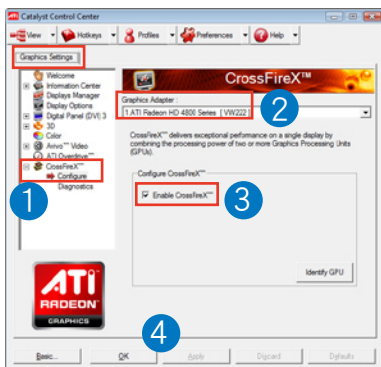 ATI Catalyst Control Center
View Hotkeys Profiles Preferences Help
Graphics Settings
Welcome
Information Center
Displays Manager
Display Options
Digital Panel (DVI) 3
3D
Color
Avivo™ Video
ATI Overdrive™
CrossFireX™
Configure
Diagnostics
1
CrossFireX™
Graphics Adapter :
1.ATI Radeon HD 4800 Series [ VW222 ]
2
CrossFireX™ delivers exceptional performance on a single display by
combining the processing power of two or more Graphics Processing Units
(GPUs).
Configure CrossFireX™
Enable CrossFireX™
3
Identify GPU
ATI
RADEON
GRAPHICS
4
Basic...
OK
Apply
Discard
Defaults